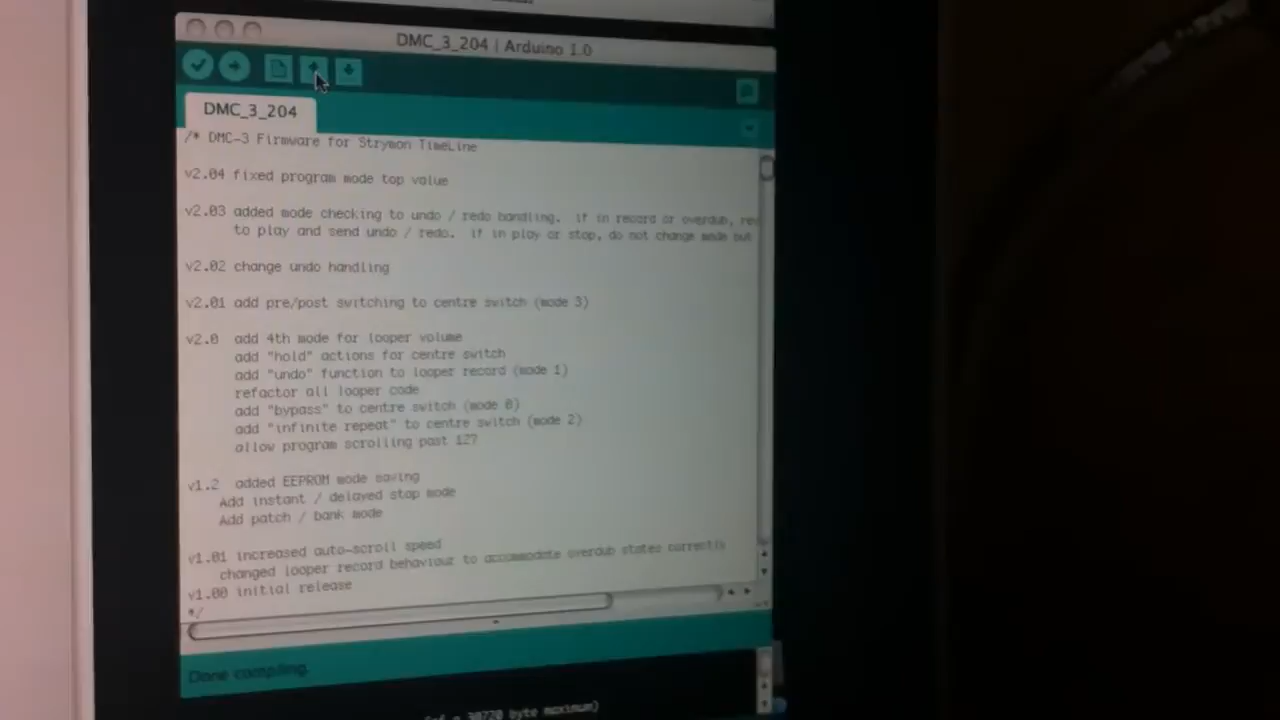 DMC_3_204 | Arduino 1.0
DMC_3_204
/* DMC-3 Firmware for Strymon TimeLine
v2.04 fixed program mode top value
v2.03 added mode checking to undo / redo handling. if in record or overdub,
to play and send undo / redo. if in play or stop, do not change mode but
v2.02 change undo handling
v2.01 add pre/post switching to centre switch (mode 3)
v2.0 add 4th mode for looper volume
add "hold" actions for centre switch
add "undo" function to looper record (mode 1)
refactor all looper code
add "bypass" to centre switch (mode 0)
add "infinite repeat" to centre switch (mode 2)
allow program scrolling past 127
v1.2 added EEPROM mode saving
Add instant / delayed stop mode
Add patch / bank mode
v1.01 increased auto-scroll speed
changed looper record behaviour to accommodate overdub states correctly
v1.00 initial release
*/
Done compiling.
(of a 30720 byte maximum)